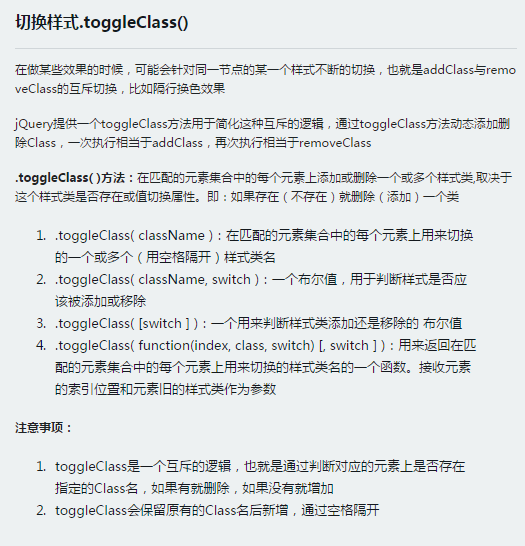 切换样式.toggleClass()
在做某些效果的时候，可能会针对同一节点的某一个样式不断的切换，也就是addClass与remo
veClass的互斥切换，比如隔行换色效果
jQuery提供一个toggleClass方法用于简化这种互斥的逻辑，通过toggleClass方法动态添加删
除Class，一次执行相当于addClass，再次执行相当于removeClass
.toggleClass( )方法：在匹配的元素集合中的每个元素上添加或删除一个或多个样式类,取决于
这个样式类是否存在或值切换属性。即：如果存在（不存在）就删除（添加）一个类
1. .toggleClass( className )：在匹配的元素集合中的每个元素上用来切换
的一个或多个（用空格隔开）样式类名
2. .toggleClass( className, switch )：一个布尔值，用于判断样式是否应
该被添加或移除
3. .toggleClass( [switch ] )：一个用来判断样式类添加还是移除的 布尔值
4. .toggleClass( function(index, class, switch) [, switch ] )：用来返回在匹
配的元素集合中的每个元素上用来切换的样式类名的一个函数。接收元素
的索引位置和元素旧的样式类作为参数
注意事项：
1. toggleClass是一个互斥的逻辑，也就是通过判断对应的元素上是否存在
指定的Class名，如果有就删除，如果没有就增加
2. toggleClass会保留原有的Class名后新增，通过空格隔开